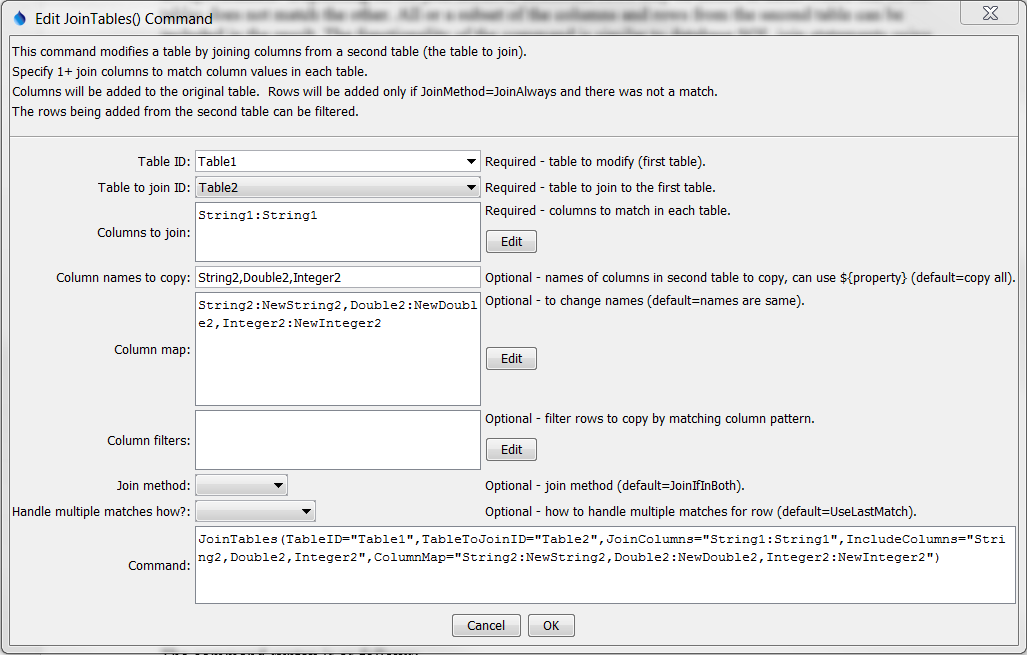 Edit JoinTables() Command
This command modifies a table by joining columns from a second table (the table to join).
Specify 1+ join columns to match column values in each table.
Columns will be added to the original table.  Rows will be added only if JoinMethod=JoinAlways and there was not a match.
The rows being added from the second table can be filtered.
Table ID: Table1 Required - table to modify (first table).
Table to join ID: Table2 Required - table to join to the first table.
Columns to join: String1:String1 Required - columns to match in each table.
Edit
Column names to copy: String2,Double2,Integer2 Optional - names of columns in second table to copy, can use ${property} (default=copy all).
Column map: String2:NewString2,Double2:NewDoubl Optional - to change names (default=names are same).
e2,Integer2:NewInteger2
Edit
Column filters: Optional - filter rows to copy by matching column pattern.
Edit
Join method: Optional - join method (default=JoinIfInBoth).
Handle multiple matches how?: Optional - how to handle multiple matches for row (default=UseLastMatch).
Command: JoinTables(TableID="Table1",TableToJoinID="Table2",JoinColumns="String1:String1",IncludeColumns="Stri
ng2,Double2,Integer2",ColumnMap="String2:NewString2,Double2:NewDouble2,Integer2:NewInteger2")
Cancel OK